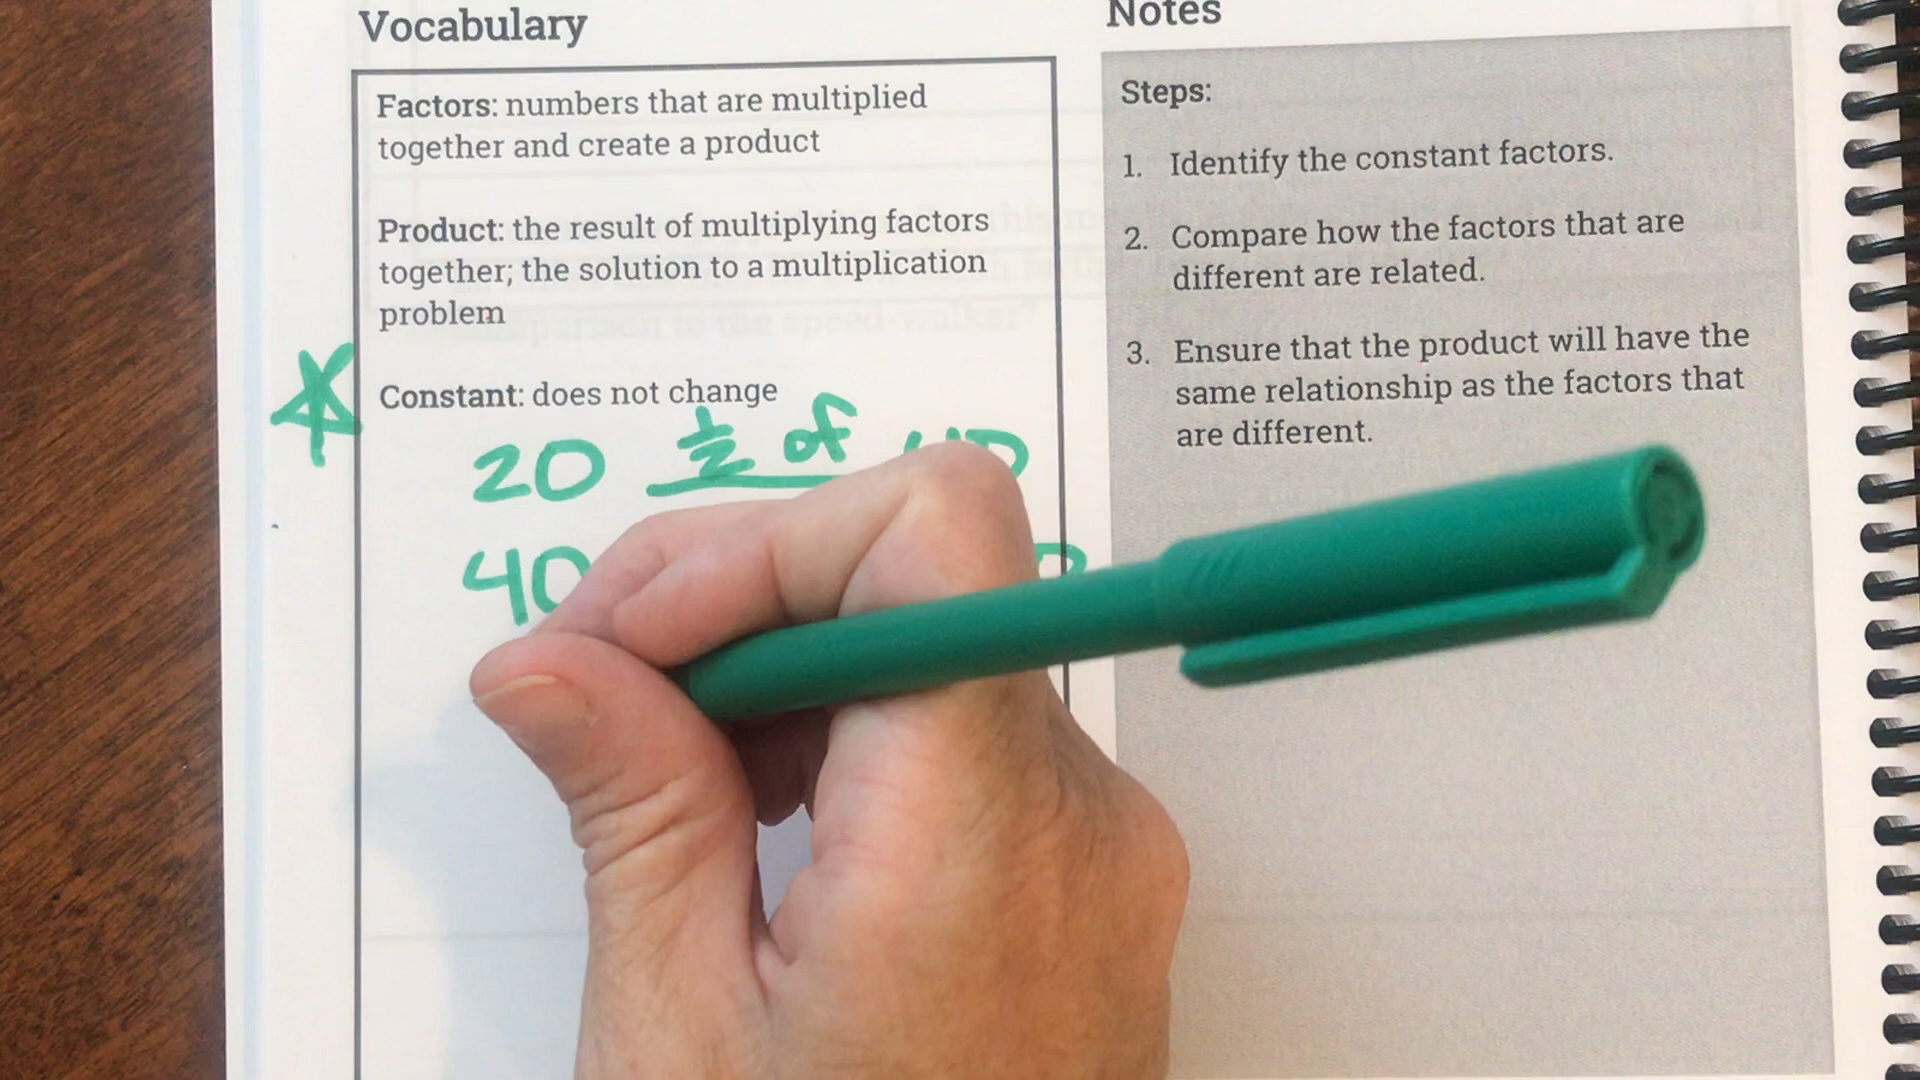 Vocabulary
Factors: numbers that are multiplied
together and create a product
Product: the result of multiplying factors
together; the solution to a multiplication
problem
Constant: does not change
20 1/2 of
40
Notes
Steps:
1. Identify the constant factors.
2. Compare how the factors that are
different are related.
3. Ensure that the product will have the
same relationship as the factors that
are different.